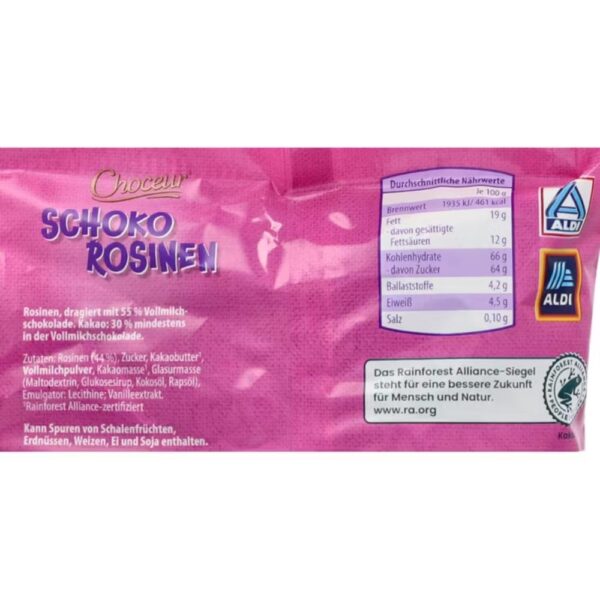 Choceur
SCHOKO
ROSINEN
Rosinen, dragiert mit 55 % Vollmilch-
schokolade. Kakao: 30 % mindestens
in der Vollmilchschokolade.
Zutaten: Rosinen (44 %), Zucker, Kakaobutter¹,
Vollmilchpulver, Kakaomasse¹, Glasurmasse
(Maltodextrin, Glukosesirup, Kokosöl, Rapsöl),
Emulgator: Lecithine; Vanilleextrakt.
¹Rainforest Alliance-zertifiziert
Kann Spuren von Schalenfrüchten,
Erdnüssen, Weizen, Ei und Soja enthalten.
Durchschnittliche Nährwerte
Je 100 g
Brennwert 1935 kJ/ 461 kcal
Fett 19 g
- davon gesättigte
Fettsäuren 12 g
Kohlenhydrate 66 g
- davon Zucker 64 g
Ballaststoffe 4,2 g
Eiweiß 4,5 g
Salz 0,10 g
ALDI
ALDI
Das Rainforest Alliance-Siegel
steht für eine bessere Zukunft
für Mensch und Natur.
www.ra.org
PEOPLE
RAINFOREST